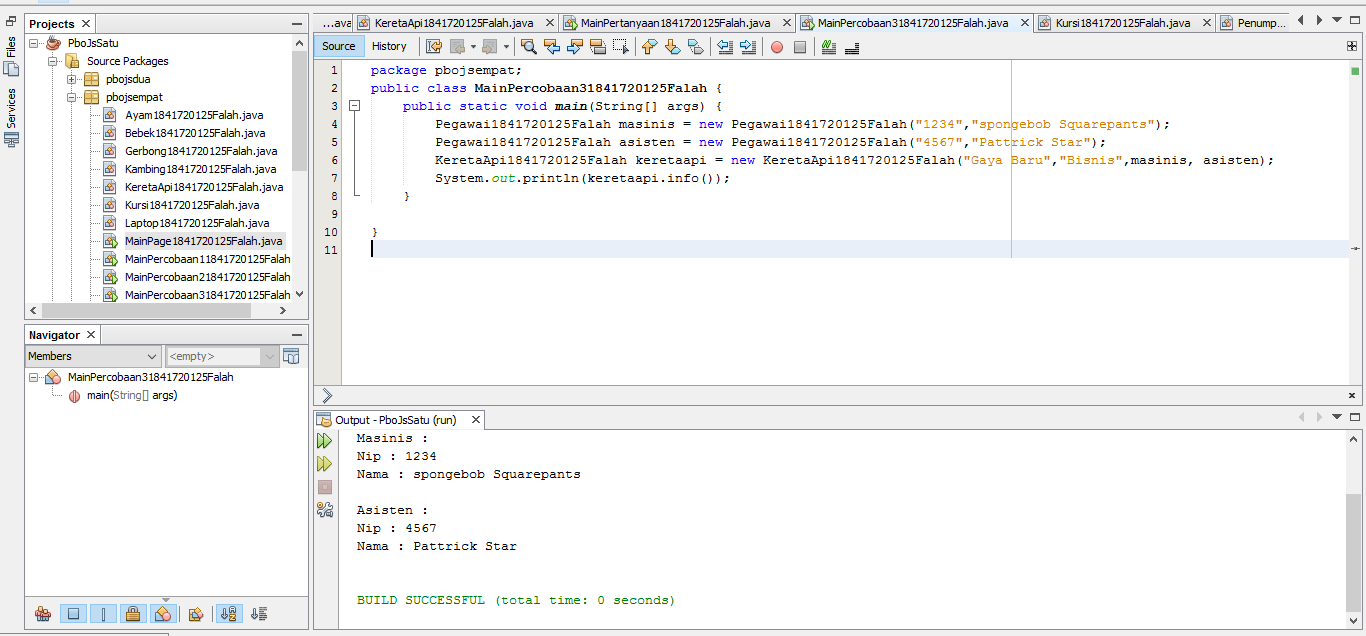 Projects
PboJsSatu
Source Packages
pbojsdua
pbojsempat
Ayam1841720125Falah.java
Bebek1841720125Falah.java
Gerbong1841720125Falah.java
Kambing1841720125Falah.java
KeretaApi1841720125Falah.java
Kursi1841720125Falah.java
Laptop1841720125Falah.java
MainPage1841720125Falah.java
MainPercobaan11841720125Falah
MainPercobaan21841720125Falah
MainPercobaan31841720125Falah
Files
Services
Navigator
Members
<empty>
MainPercobaan31841720125Falah
main(String[] args)
...ava KeretaApi1841720125Falah.java MainPertanyaan1841720125Falah.java MainPercobaan31841720125Falah.java Kursi1841720125Falah.java Penump...
Source History
1 package pbojsempat;
2 public class MainPercobaan31841720125Falah {
3 public static void main(String[] args) {
4 Pegawai1841720125Falah masinis = new Pegawai1841720125Falah("1234","spongebob Squarepants");
5 Pegawai1841720125Falah asisten = new Pegawai1841720125Falah("4567","Pattrick Star");
6 KeretaApi1841720125Falah keretaapi = new KeretaApi1841720125Falah("Gaya Baru","Bisnis",masinis, asisten);
7 System.out.println(keretaapi.info());
8 }
9
10 }
11
Output - PboJsSatu (run)
Masinis :
Nip : 1234
Nama : spongebob Squarepants
Asisten :
Nip : 4567
Nama : Pattrick Star
BUILD SUCCESSFUL (total time: 0 seconds)